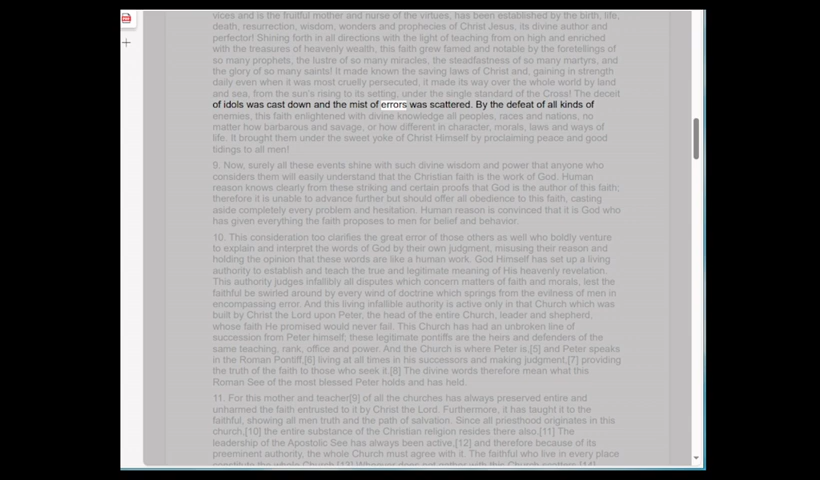 vices and is the fruitful mother and nurse of the virtues, has been established by the birth, life,
death, resurrection, wisdom, wonders and prophecies of Christ Jesus, its divine author and
perfector! Shining forth in all directions with the light of teaching from on high and enriched
with the treasures of heavenly wealth, this faith grew famed and notable by the foretellings of
so many prophets, the lustre of so many miracles, the steadfastness of so many martyrs, and
the glory of so many saints! It made known the saving laws of Christ and, gaining in strength
daily even when it was most cruelly persecuted, it made its way over the whole world by land
and sea, from the sun's rising to its setting, under the single standard of the Cross! The deceit
of idols was cast down and the mist of errors was scattered. By the defeat of all kinds of
enemies, this faith enlightened with divine knowledge all peoples, races and nations, no
matter how barbarous and savage, or how different in character, morals, laws and ways of
life. It brought them under the sweet yoke of Christ Himself by proclaiming peace and good
tidings to all men!
9. Now, surely all these events shine with such divine wisdom and power that anyone who
considers them will easily understand that the Christian faith is the work of God. Human
reason knows clearly from these striking and certain proofs that God is the author of this faith;
therefore it is unable to advance further but should offer all obedience to this faith, casting
aside completely every problem and hesitation. Human reason is convinced that it is God who
has given everything the faith proposes to men for belief and behavior.
10. This consideration too clarifies the great error of those others as well who boldly venture
to explain and interpret the words of God by their own judgment, misusing their reason and
holding the opinion that these words are like a human work. God Himself has set up a living
authority to establish and teach the true and legitimate meaning of His heavenly revelation.
This authority judges infallibly all disputes which concern matters of faith and morals, lest the
faithful be swirled around by every wind of doctrine which springs from the evilness of men in
encompassing error. And this living infallible authority is active only in that Church which was
built by Christ the Lord upon Peter, the head of the entire Church, leader and shepherd,
whose faith He promised would never fail. This Church has had an unbroken line of
succession from Peter himself; these legitimate pontiffs are the heirs and defenders of the
same teaching, rank, office and power. And the Church is where Peter is,[5] and Peter speaks
in the Roman Pontiff,[6] living at all times in his successors and making judgment,[7] providing
the truth of the faith to those who seek it.[8] The divine words therefore mean what this
Roman See of the most blessed Peter holds and has held.
11. For this mother and teacher[9] of all the churches has always preserved entire and
unharmed the faith entrusted to it by Christ the Lord. Furthermore, it has taught it to the
faithful, showing all men truth and the path of salvation. Since all priesthood originates in this
church,[10] the entire substance of the Christian religion resides there also.[11] The
leadership of the Apostolic See has always been active,[12] and therefore because of its
preeminent authority, the whole Church must agree with it. The faithful who live in every place
constitute the whole Church.[13] Whoever does not gather with this Church scatters.[14]